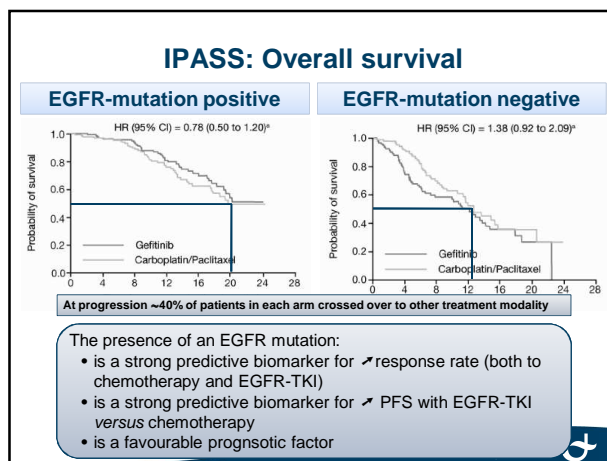 IPASS: Overall survival
EGFR-mutation positive
EGFR-mutation negative
HR (95% CI) = 0.78 (0.50 to 1.20)ª
Probability of survival
1.0
0.8
0.6
0.4
0.2
0.0
Gefitinib
Carboplatin/Paclitaxel
0 4 8 12 16 20 24 28
HR (95% CI) = 1.38 (0.92 to 2.09)ª
Probability of survival
1.0
0.8
0.6
0.4
0.2
0.0
Gefitinib
Carboplatin/Paclitaxel
0 4 8 12 16 20 24 28
At progression ~40% of patients in each arm crossed over to other treatment modality
The presence of an EGFR mutation:
• is a strong predictive biomarker for ↗ response rate (both to
chemotherapy and EGFR-TKI)
• is a strong predictive biomarker for ↗ PFS with EGFR-TKI
versus chemotherapy
• is a favourable prognsotic factor